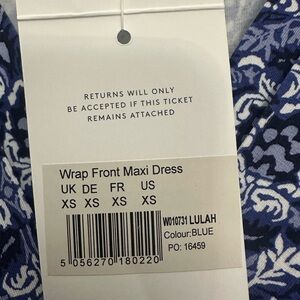 RETURNS WILL ONLY
BE ACCEPTED IF THIS TICKET
REMAINS ATTACHED
Wrap Front Maxi Dress
UK DE FR US
XS XS XS XS
W010731 LULAH
Colour:BLUE
PO: 16459
5 056270 180220